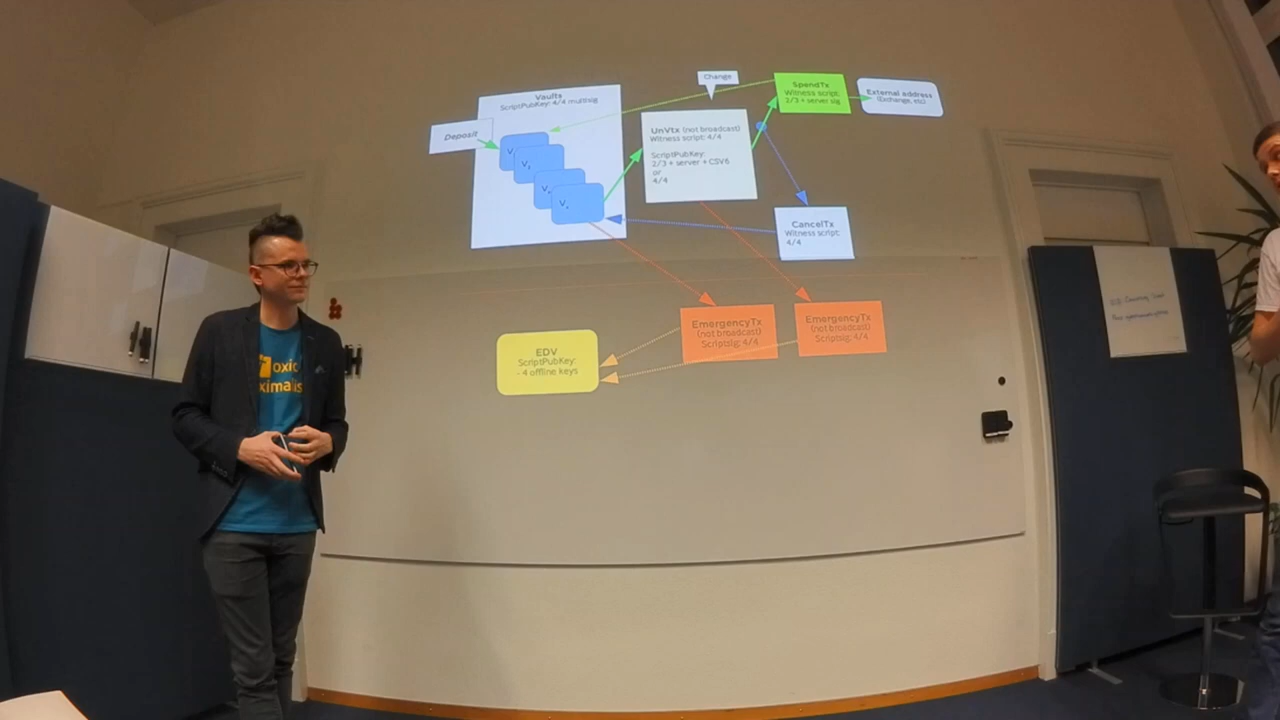 Vaults
ScriptPubKey: 4/4 multisig
Deposit
V
V
V
V
Change
UnVtx (not broadcast)
Witness script: 4/4
ScriptPubKey:
2/3 + server + CSV6
or
4/4
SpendTx
Witness script:
2/3 + server sig
External address
(Exchange, etc)
CancelTx
Witness script:
4/4
EmergencyTx
(not broadcast)
Scriptsig: 4/4
EmergencyTx
(not broadcast)
Scriptsig: 4/4
EDV
ScriptPubKey:
- 4 offline keys
oxic
ximalis